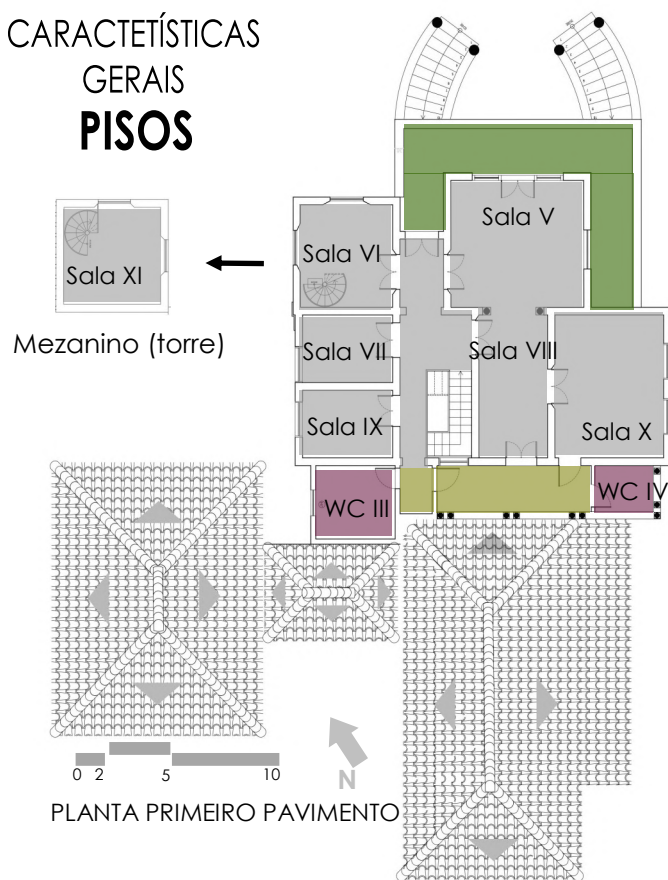 CARACTETÍSTICAS
GERAIS
PISOS
Sala V
Sala VI
Sala XI
Mezanino (torre)
Sala VII
Sala VIII
Sala IX
Sala X
WC III
WC IV
N
0 2 5 10
PLANTA PRIMEIRO PAVIMENTO